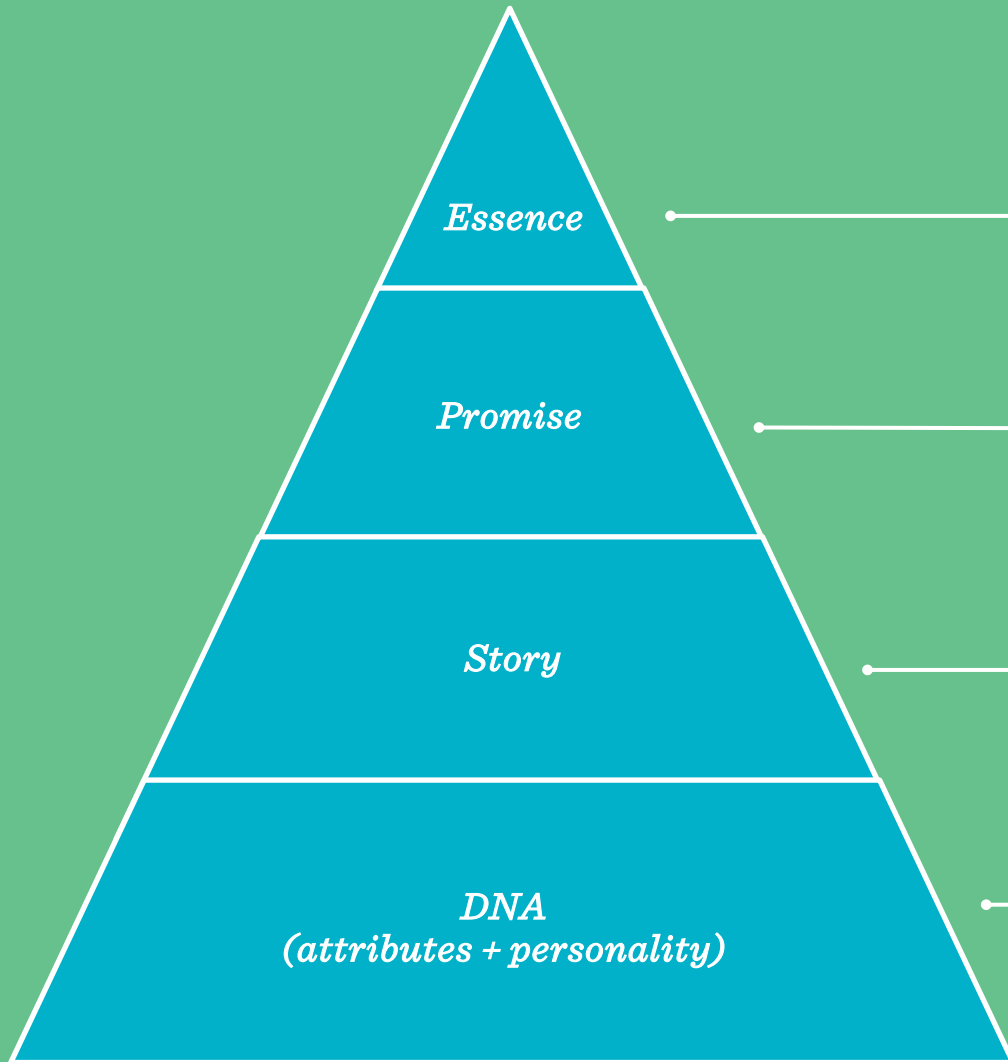 Essence
Promise
Story
DNA
(attributes + personality)